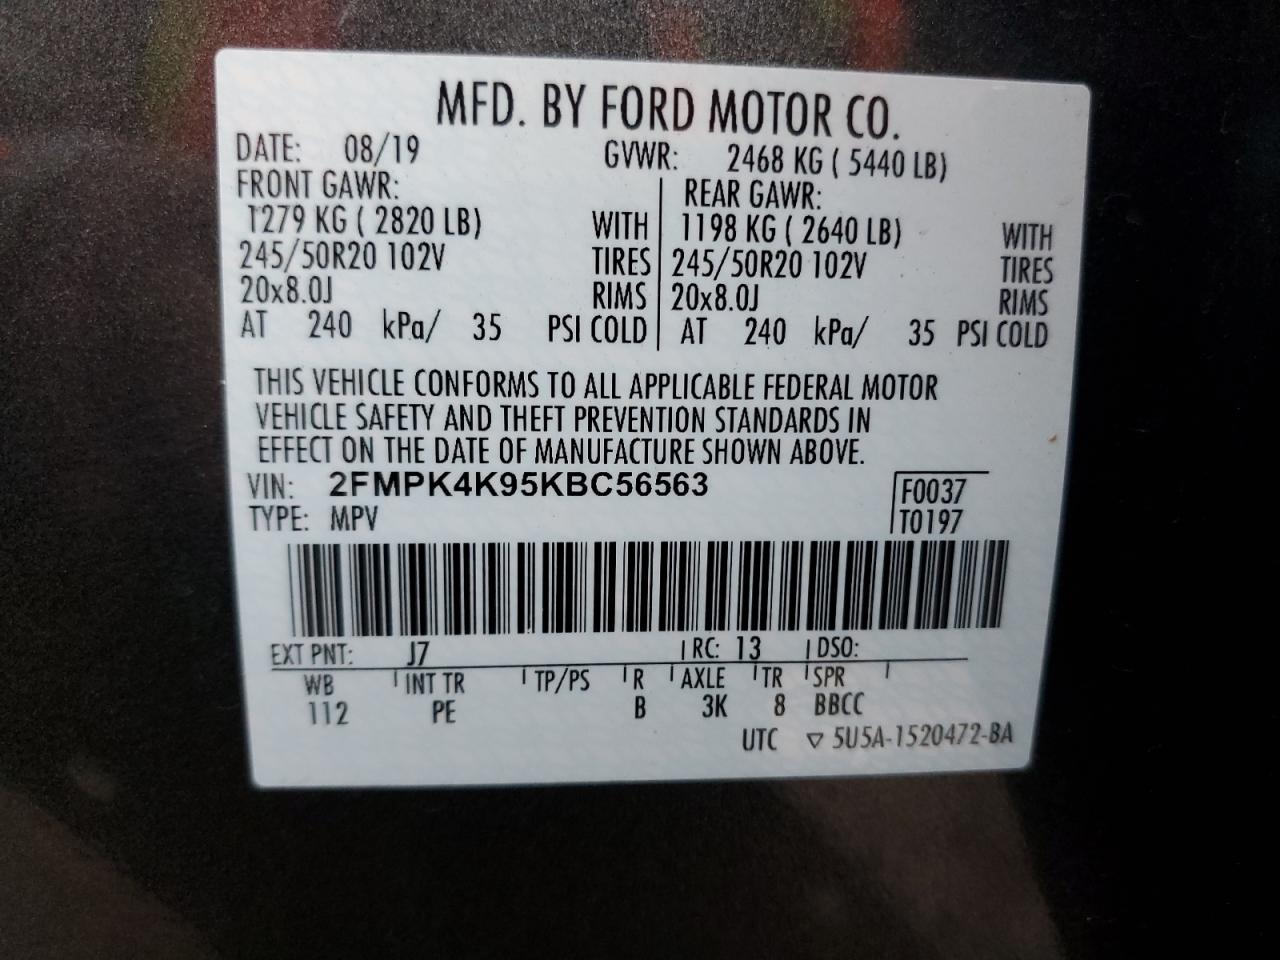 MFD. BY FORD MOTOR CO.
DATE: 08/19 GVWR: 2468 KG ( 5440 LB)
FRONT GAWR: REAR GAWR:
1279 KG ( 2820 LB) WITH 1198 KG ( 2640 LB) WITH
245/50R20 102V TIRES 245/50R20 102V TIRES
20x8.0J RIMS 20x8.0J RIMS
AT 240 kPa/ 35 PSI COLD AT 240 kPa/ 35 PSI COLD
THIS VEHICLE CONFORMS TO ALL APPLICABLE FEDERAL MOTOR
VEHICLE SAFETY AND THEFT PREVENTION STANDARDS IN
EFFECT ON THE DATE OF MANUFACTURE SHOWN ABOVE.
VIN: 2FMPK4K95KBC56563 F0037
TYPE: MPV T0197
EXT PNT: J7 RC: 13 DSO:
WB INT TR TP/PS R AXLE TR SPR
112 PE B 3K 8 BBCC
UTC ▽ 5U5A-1520472-BA